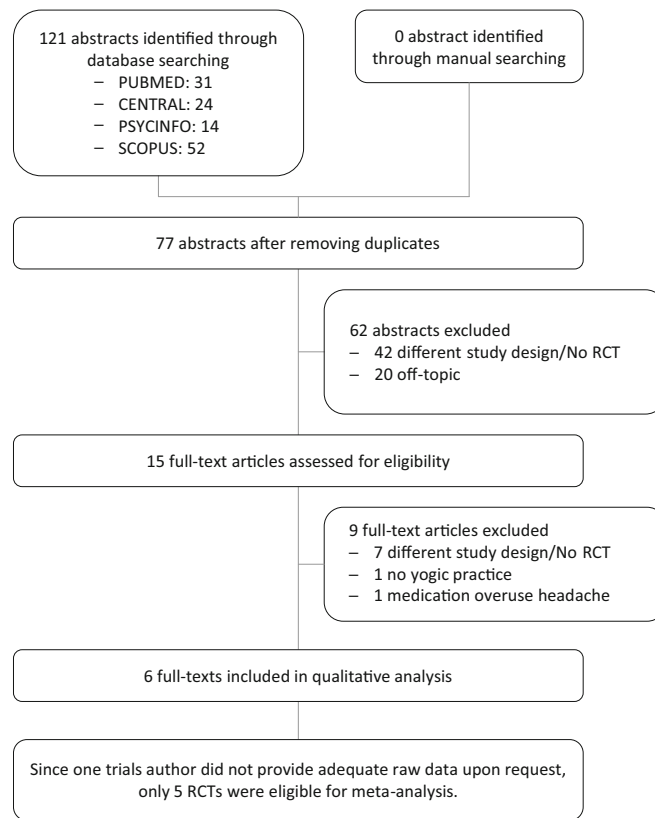 121 abstracts identified through
database searching
– PUBMED: 31
– CENTRAL: 24
– PSYCINFO: 14
– SCOPUS: 52
0 abstract identified
through manual searching
77 abstracts after removing duplicates
62 abstracts excluded
– 42 different study design/No RCT
– 20 off-topic
15 full-text articles assessed for eligibility
9 full-text articles excluded
– 7 different study design/No RCT
– 1 no yogic practice
– 1 medication overuse headache
6 full-texts included in qualitative analysis
Since one trials author did not provide adequate raw data upon request,
only 5 RCTs were eligible for meta-analysis.